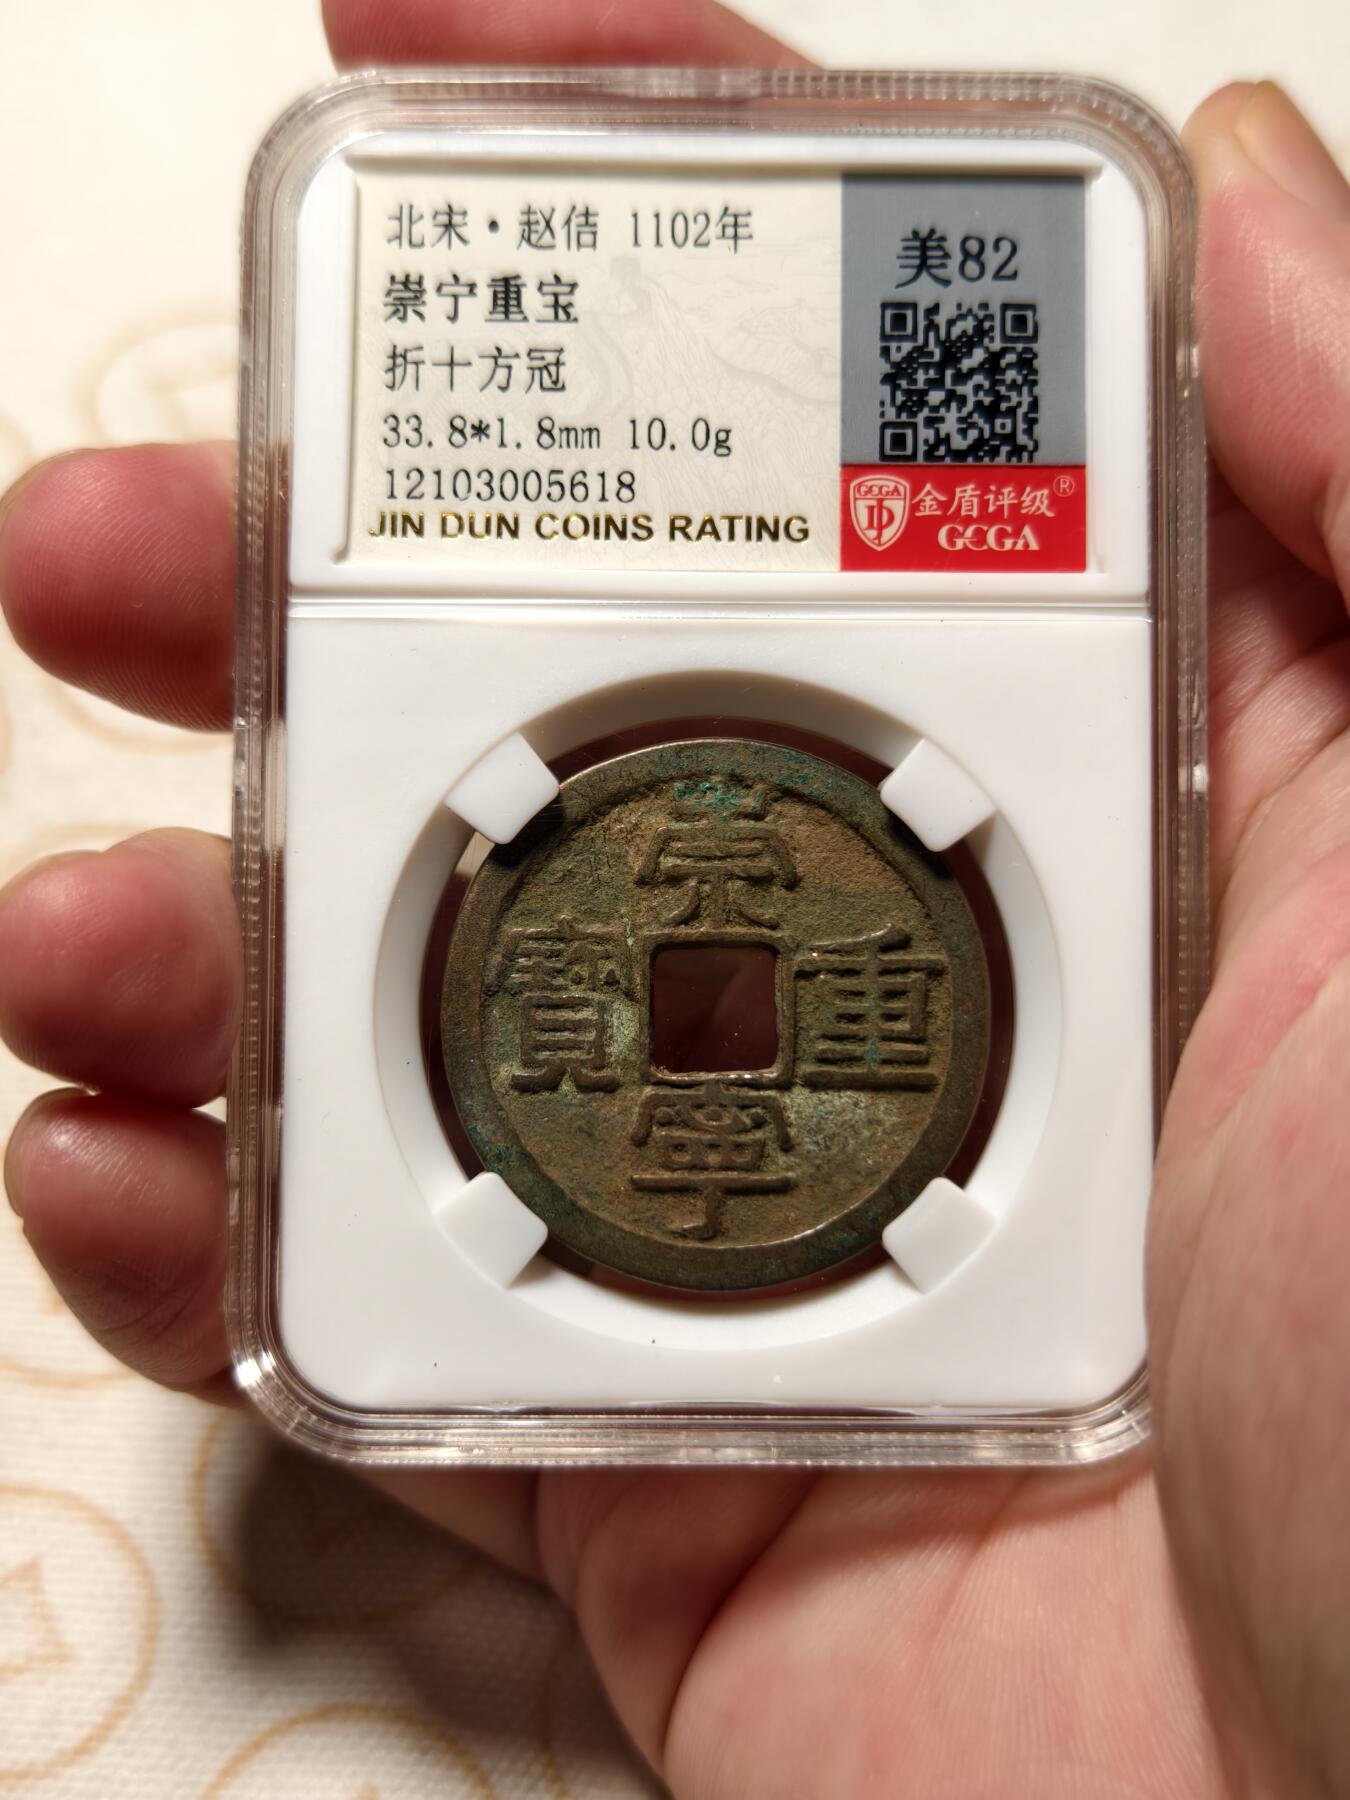 北宋·赵佶 1102年
崇宁重宝
折十方冠
33.8*1.8mm 10.0g
12103005618
JIN DUN COINS RATING
美82
GCGA
金盾评级®
GCGA
崇
寶 重
寧